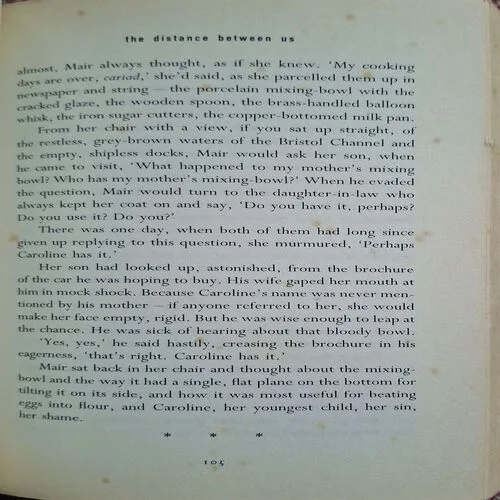 the distance between us
almost, Mair always thought, as if she knew. ‘My cooking
days are over, cariad,’ she’d said, as she parcelled them up in
newspaper and string – the porcelain mixing-bowl with the
cracked glaze, the wooden spoon, the brass-handled balloon
whisk, the iron sugar cutters, the copper-bottomed milk pan.
From her chair with a view, if you sat up straight, of
the restless, grey-brown waters of the Bristol Channel and
the empty, shipless docks, Mair would ask her son, when
he came to visit, ‘What happened to my mother’s mixing
bowl? Who has my mother’s mixing-bowl?’ When he evaded
the question, Mair would turn to the daughter-in-law who
always kept her coat on and say, ‘Do you have it, perhaps?
Do you use it? Do you?’
There was one day, when both of them had long since
given up replying to this question, she murmured, ‘Perhaps
Caroline has it.’
Her son had looked up, astonished, from the brochure
of the car he was hoping to buy. His wife gaped her mouth at
him in mock shock. Because Caroline’s name was never men-
tioned by his mother – if anyone referred to her, she would
make her face empty, rigid. But he was wise enough to leap at
the chance. He was sick of hearing about that bloody bowl.
‘Yes, yes,’ he said hastily, creasing the brochure in his
eagerness, ‘that’s right. Caroline has it.’
Mair sat back in her chair and thought about the mixing-
bowl and the way it had a single, flat plane on the bottom for
tilting it on its side, and how it was most useful for beating
eggs into flour, and Caroline, her youngest child, her sin,
her shame.
* * *
105